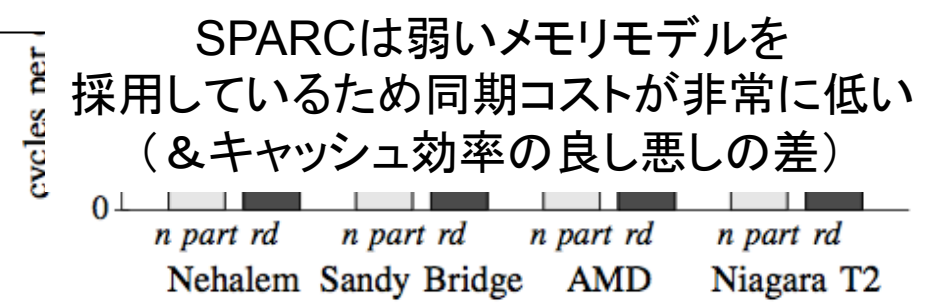 SPARCは弱いメモリモデルを
採用しているため同期コストが非常に低い
（＆キャッシュ効率の良し悪しの差）
cycles per
0
n part rd n part rd n part rd n part rd
Nehalem Sandy Bridge AMD Niagara T2